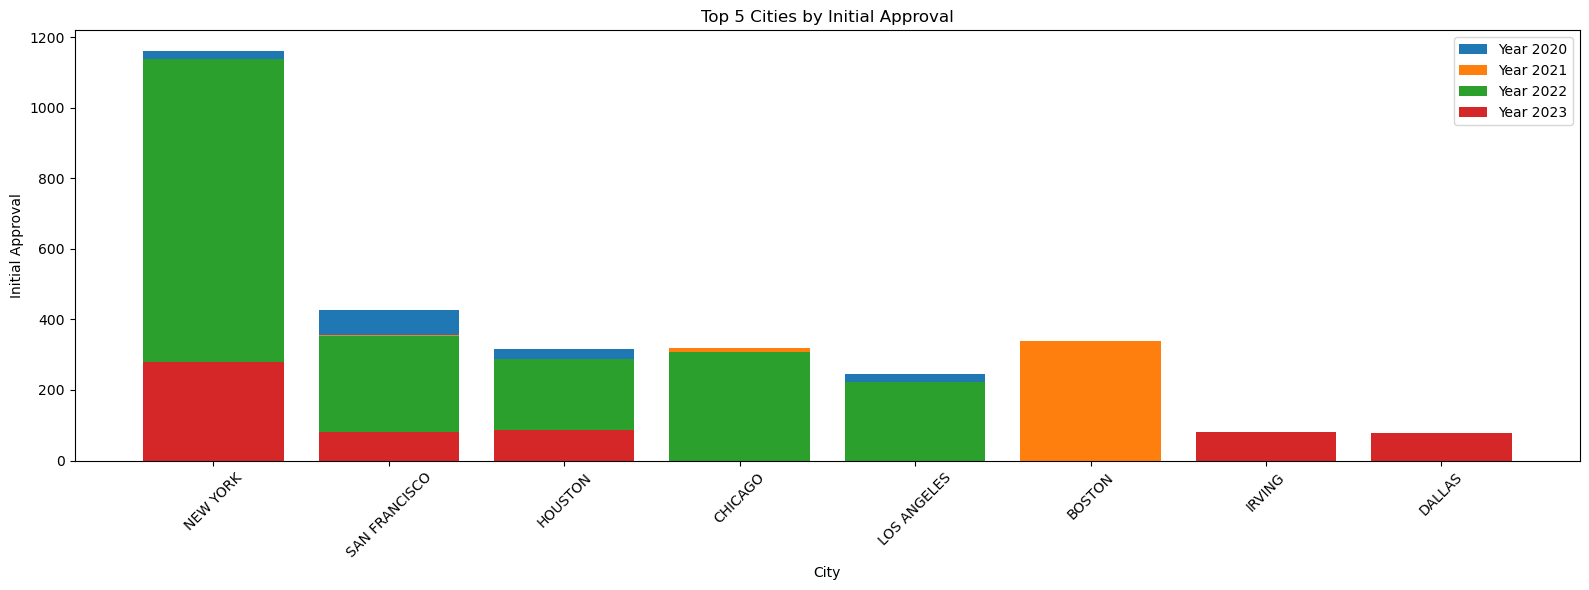 Top 5 Cities by Initial Approval
Year 2020
Year 2021
Year 2022
Year 2023
1200
1000
800
600
400
200
0
Initial Approval
NEW YORK
SAN FRANCISCO
HOUSTON
CHICAGO
LOS ANGELES
BOSTON
IRVING
DALLAS
City